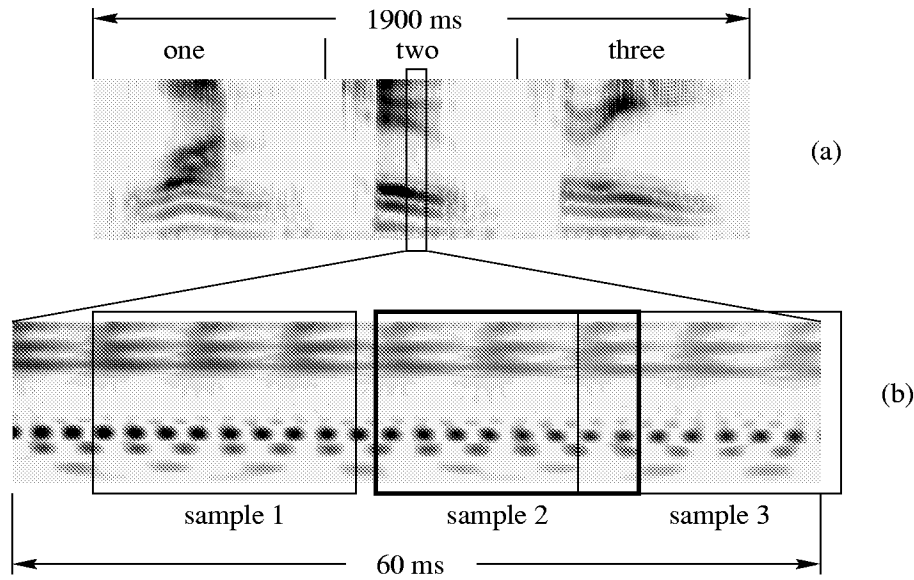 1900 ms
one two three
(a)
(b)
sample 1 sample 2 sample 3
60 ms